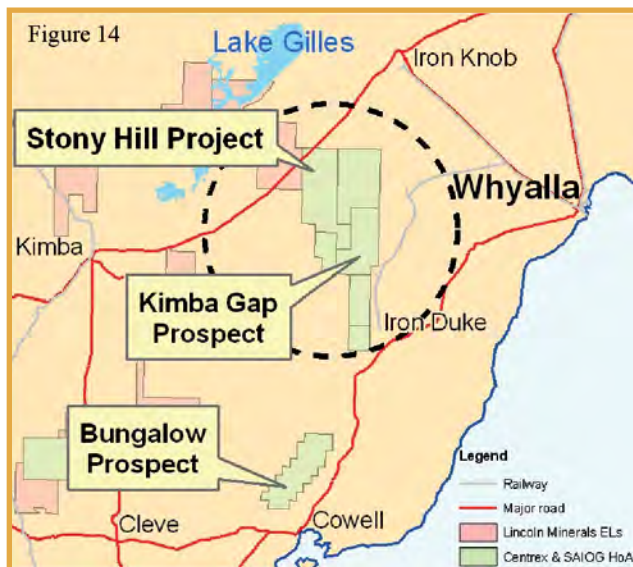 Figure 14
Lake Gilles
Iron Knob
Stony Hill Project
Whyalla
Kimba
Kimba Gap
Prospect
Iron Duke
Bungalow
Prospect
Cleve
Cowell
Legend
Railway
Major road
Lincoln Minerals ELs
Centrex & SAIOG HoA